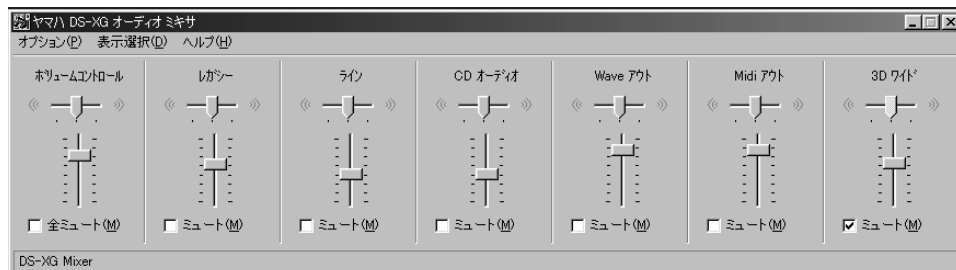 ヤマハ DS-XG オーディオ ミキサ
オプション(P) 表示選択(D) ヘルプ(H)
ボリュームコントロール レガシー ライン CD オーディオ Wave アウト Midi アウト 3D ワイド
全ミュート(M) ミュート(M) ミュート(M) ミュート(M) ミュート(M) ミュート(M) ミュート(M)
DS-XG Mixer